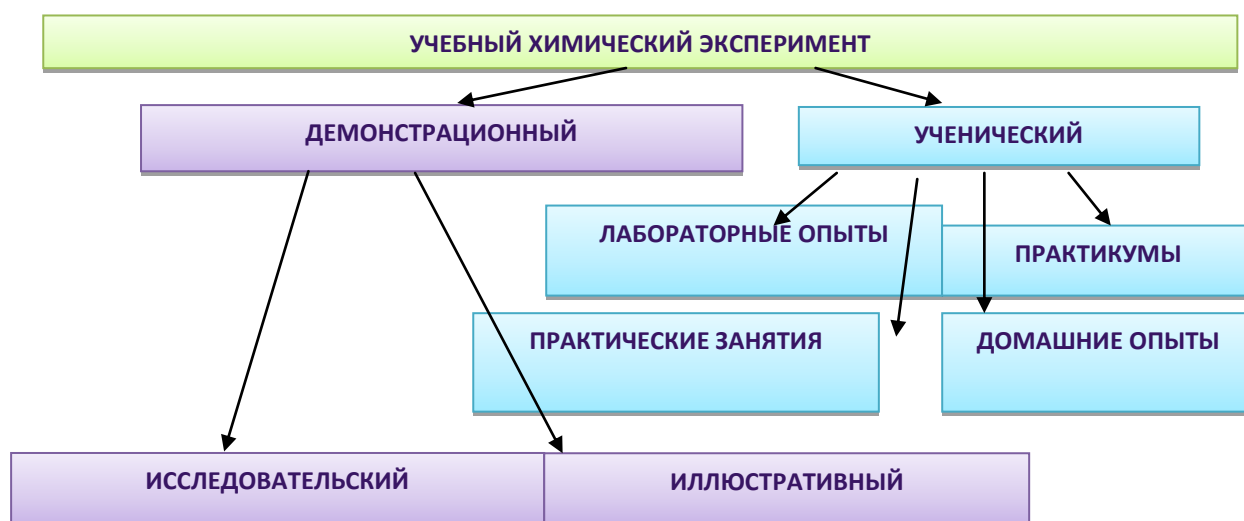 УЧЕБНЫЙ ХИМИЧЕСКИЙ ЭКСПЕРИМЕНТ
ДЕМОНСТРАЦИОННЫЙ
УЧЕНИЧЕСКИЙ
ЛАБОРАТОРНЫЕ ОПЫТЫ
ПРАКТИКУМЫ
ПРАКТИЧЕСКИЕ ЗАНЯТИЯ
ДОМАШНИЕ ОПЫТЫ
ИССЛЕДОВАТЕЛЬСКИЙ
ИЛЛЮСТРАТИВНЫЙ